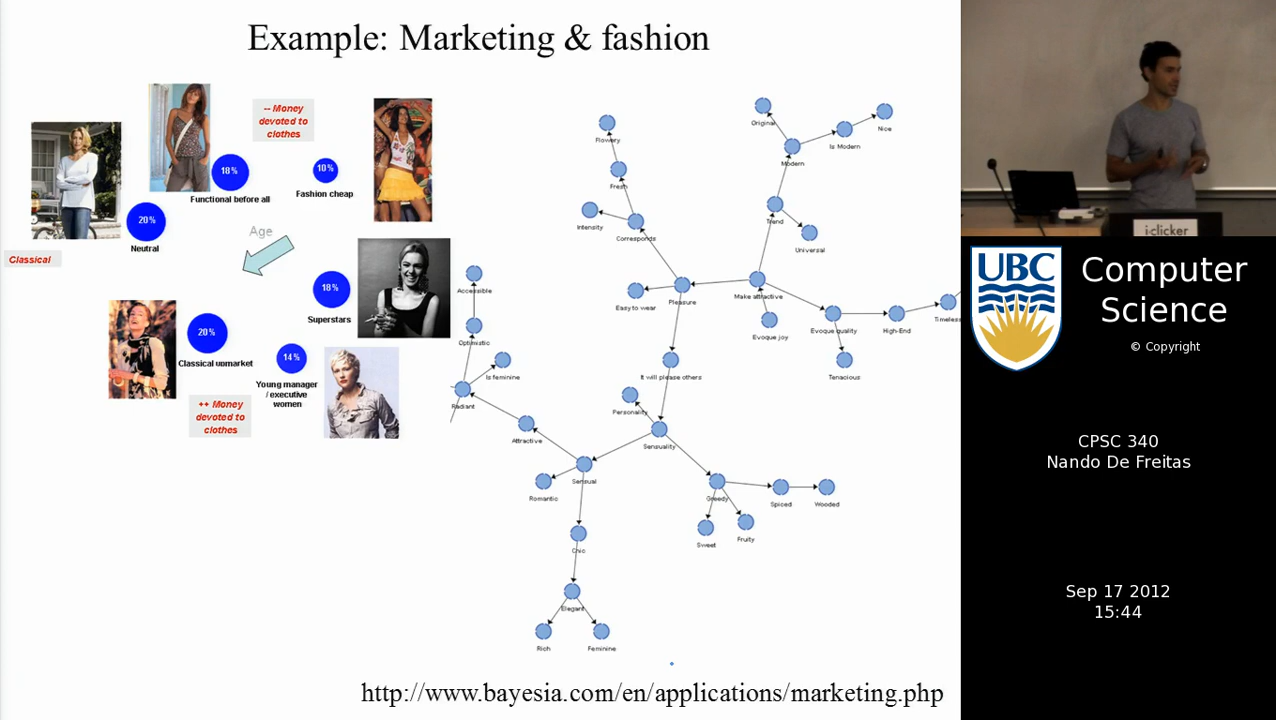 Example: Marketing & fashion
-- Money
devoted to
clothes
18%
Functional before all
10%
Fashion cheap
20%
Neutral
Age
Classical
18%
Superstars
20%
Classical upmarket
14%
Young manager
/ executive
women
++ Money
devoted to
clothes
Flowery
Fresh
Intensity
Corresponds
Original
Nice
Is Modern
Modern
Trend
Universal
Easy to wear
Pleasure
Make attractive
Evoque joy
Evoque quality
High-End
Timeless
Tenacious
Accessible
Optimistic
Is feminine
Radiant
It will please others
Personality
Attractive
Sensuality
Romantic
Sensual
Greedy
Spiced
Wooded
Sweet
Fruity
Chic
Elegant
Rich
Feminine
http://www.bayesia.com/en/applications/marketing.php
i-clicker
UBC
Computer
Science
© Copyright
CPSC 340
Nando De Freitas
Sep 17 2012
15:44